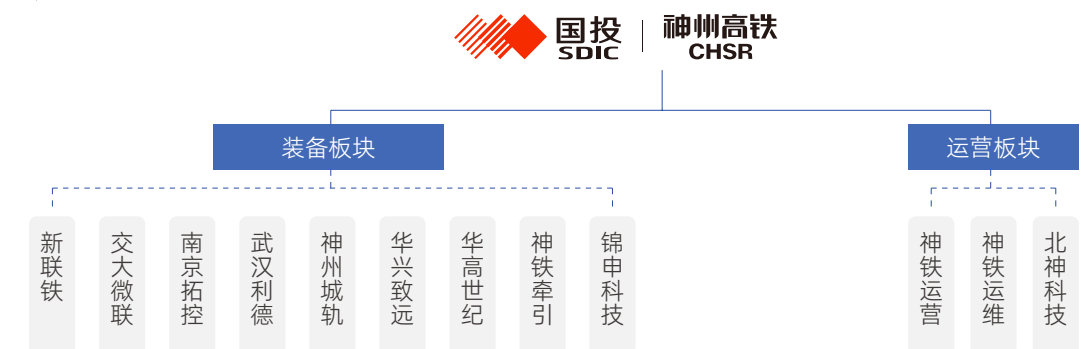 国投
SDIC
神州高铁
CHSR
装备板块
运营板块
新联铁
交大微联
南京拓控
武汉利德
神州城轨
华兴致远
华高世纪
神铁牵引
锦申科技
神铁运营
神铁运维
北神科技